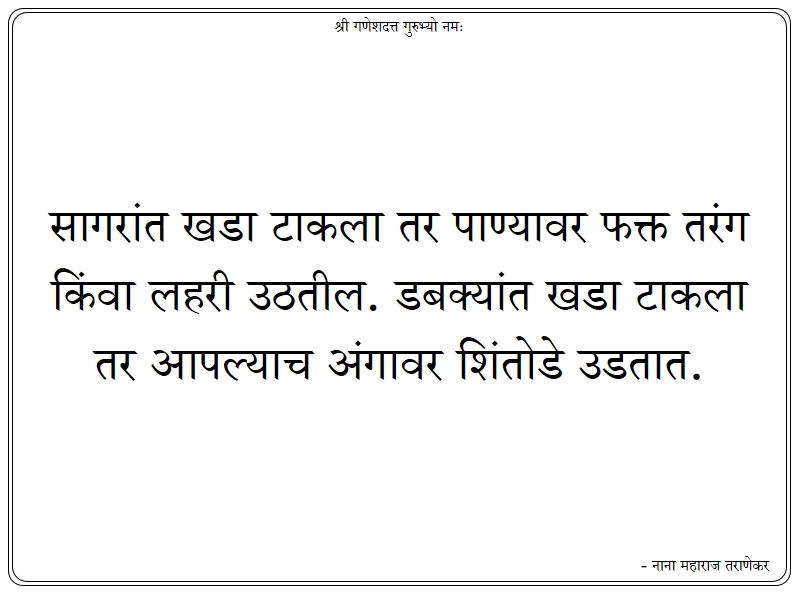 श्री गणेशदत्त गुरुभ्यो नमः
सागरांत खडा टाकला तर पाण्यावर फक्त तरंग
किंवा लहरी उठतील. डबक्यांत खडा टाकला
तर आपल्याच अंगावर शिंतोडे उडतात.
- नाना महाराज तराणेकर